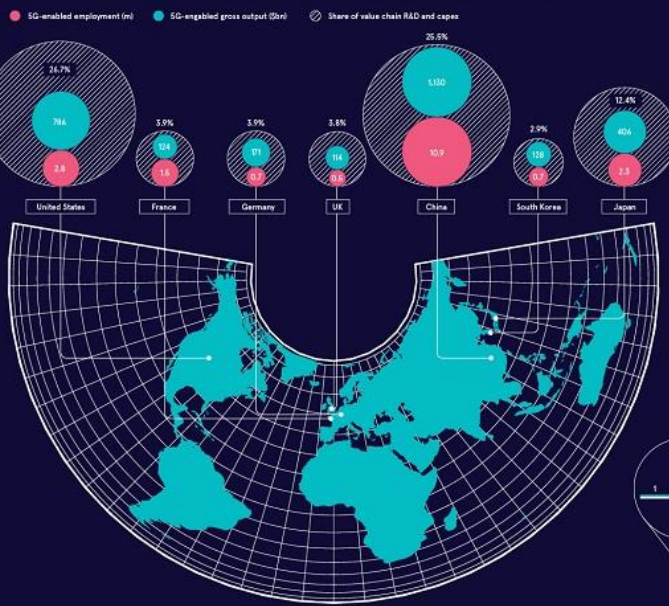 5G-enabled employment (m)
5G-engabled gross output ($bn)
Share of value chain R&D and capex
26.7%
786
2.8
United States
3.9%
124
1.5
France
3.9%
171
0.7
Germany
3.8%
114
0.5
UK
25.5%
1,130
10.9
China
2.9%
128
0.7
South Korea
12.4%
406
2.3
Japan
1